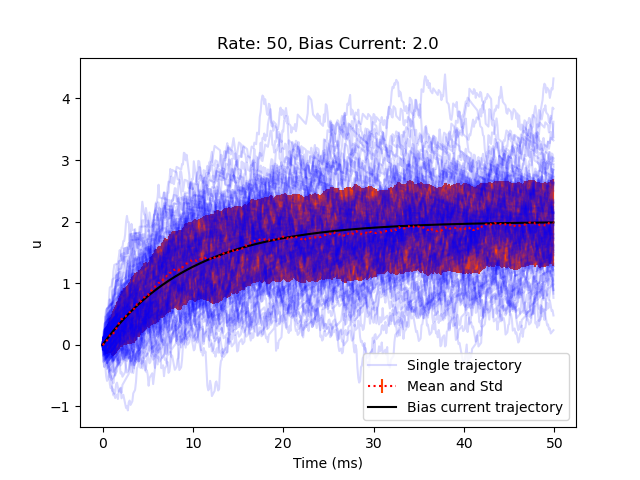 Rate: 50, Bias Current: 2.0
4
3
2
1
0
−1
u
0
10
20
30
40
50
Time (ms)
Single trajectory
Mean and Std
Bias current trajectory